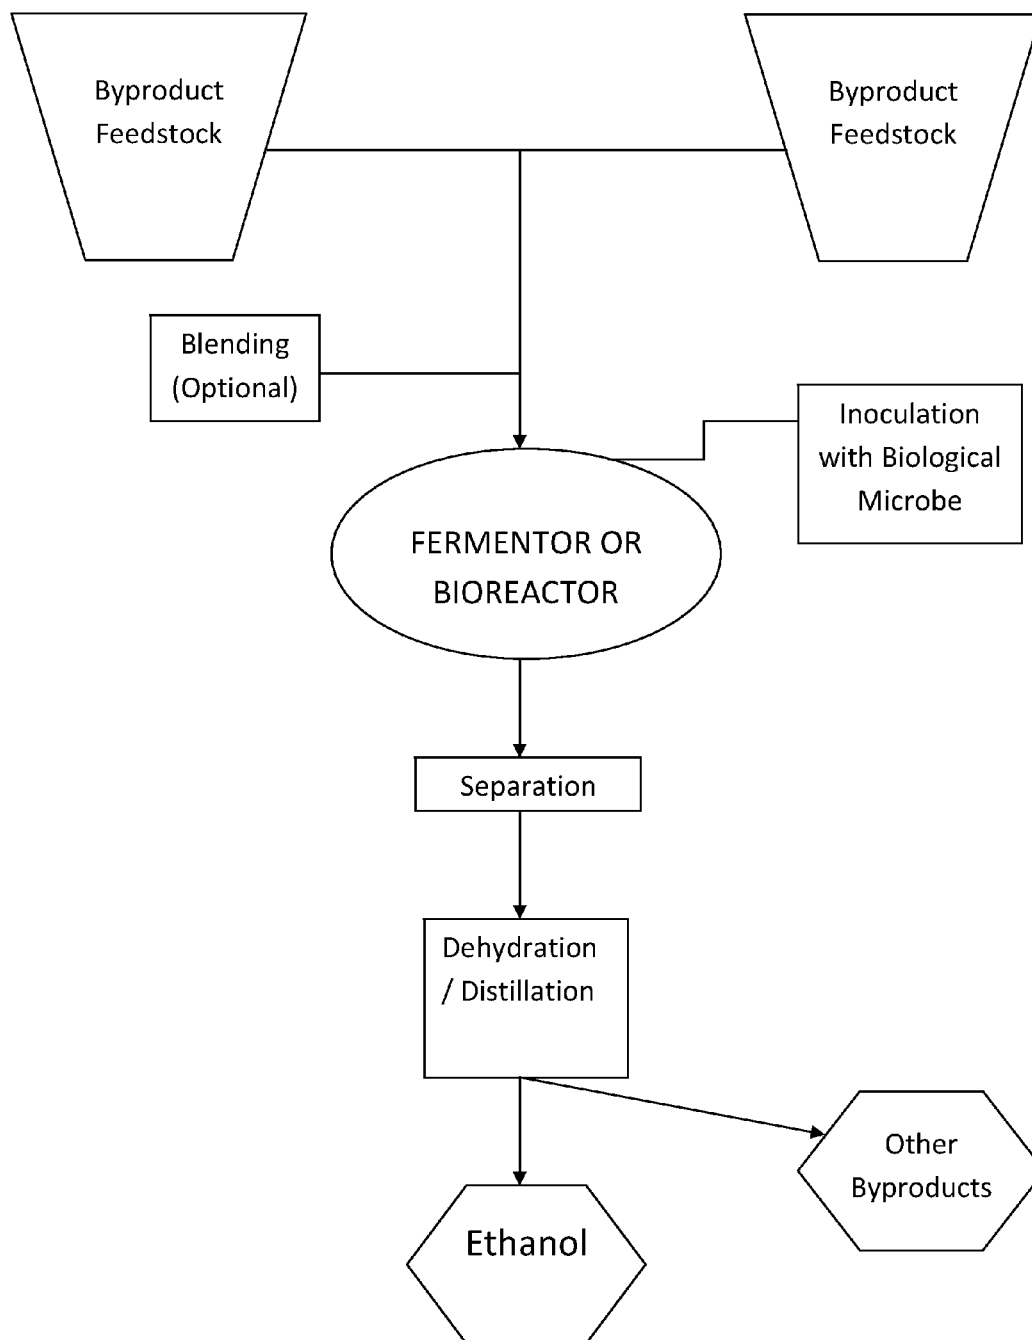 Byproduct
Feedstock
Byproduct
Feedstock
Blending
(Optional)
Inoculation
with Biological
Microbe
FERMENTOR OR
BIOREACTOR
Separation
Dehydration
/ Distillation
Other
Byproducts
Ethanol